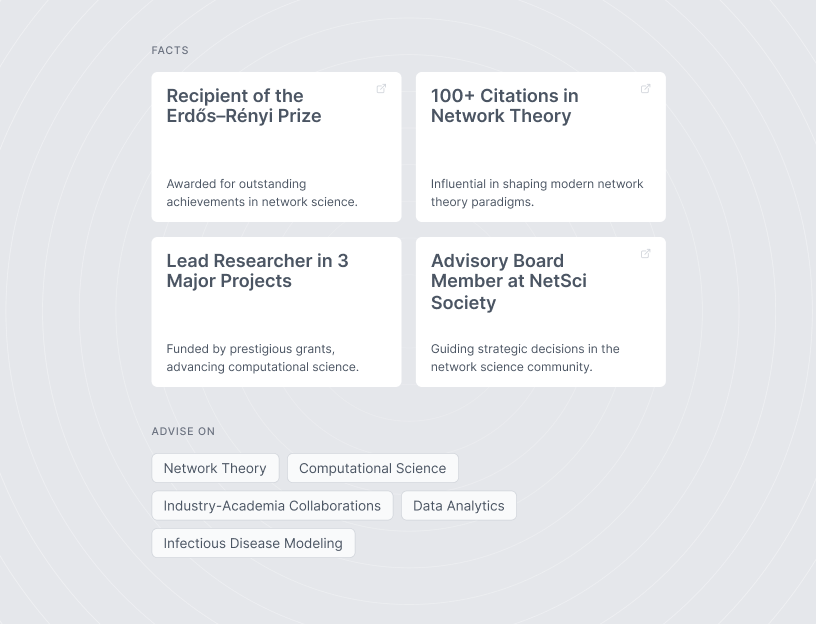 FACTS
Recipient of the
Erdős–Rényi Prize
Awarded for outstanding
achievements in network science.
100+ Citations in
Network Theory
Influential in shaping modern network
theory paradigms.
Lead Researcher in 3
Major Projects
Funded by prestigious grants,
advancing computational science.
Advisory Board
Member at NetSci
Society
Guiding strategic decisions in the
network science community.
ADVISE ON
Network Theory
Computational Science
Industry-Academia Collaborations
Data Analytics
Infectious Disease Modeling